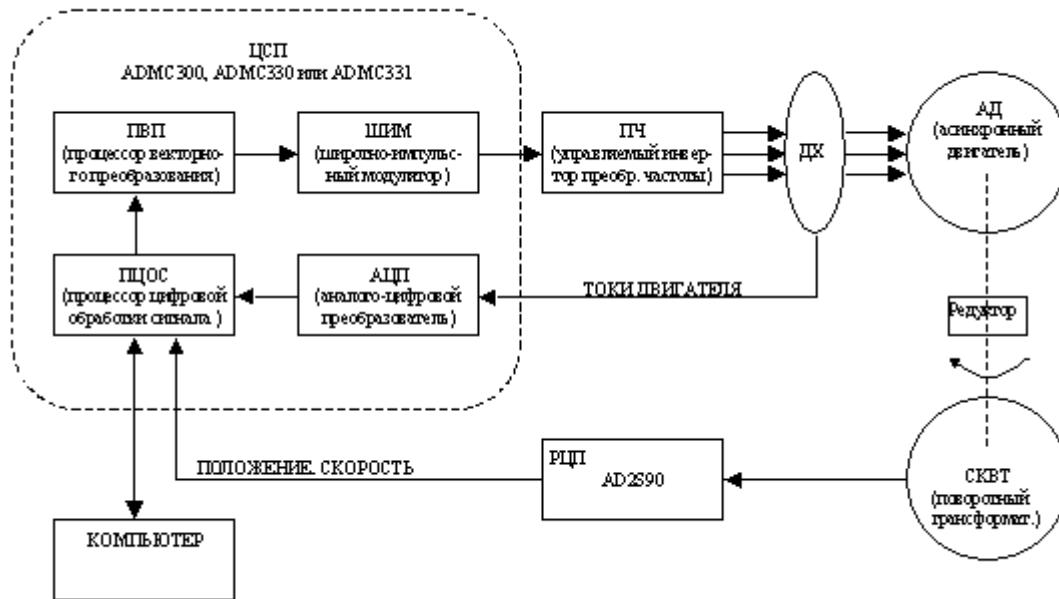 ЦСП
ADMC300, ADMC330 или ADMC331
ПВП
(процессор векторно-
го преобразования)
ШИМ
(широтно-импульс-
ный модулятор)
ПЧ
(управляемый инвер-
тор преобр. частоты)
ДХ
АД
(асинхронный
двигатель)
ПЦОС
(процессор цифровой
обработки сигнала )
АЦП
(аналого-цифровой
преобразователь)
ТОКИ ДВИГАТЕЛЯ
Редуктор
ПОЛОЖЕНИЕ, СКОРОСТЬ
РЦП
AD2S90
СКВТ
(поворотный
трансформат.)
КОМПЬЮТЕР